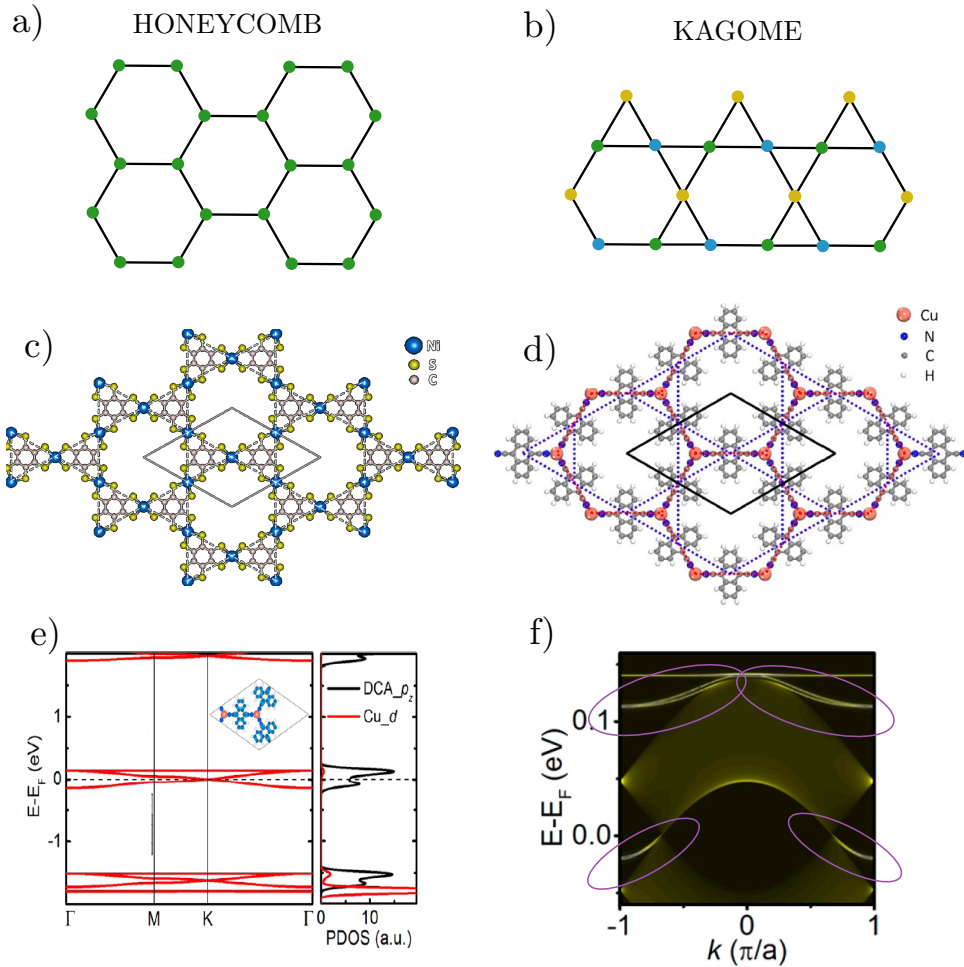 a)
HONEYCOMB
b)
KAGOME
c)
Ni
S
C
d)
Cu
N
C
H
e)
E-E_F (eV)
1
0
-1
Γ
M
K
Γ
DCA_p_z
Cu_d
0
10
PDOS (a.u.)
f)
E-E_F (eV)
0.1
0.0
-1
0
1
k (π/a)